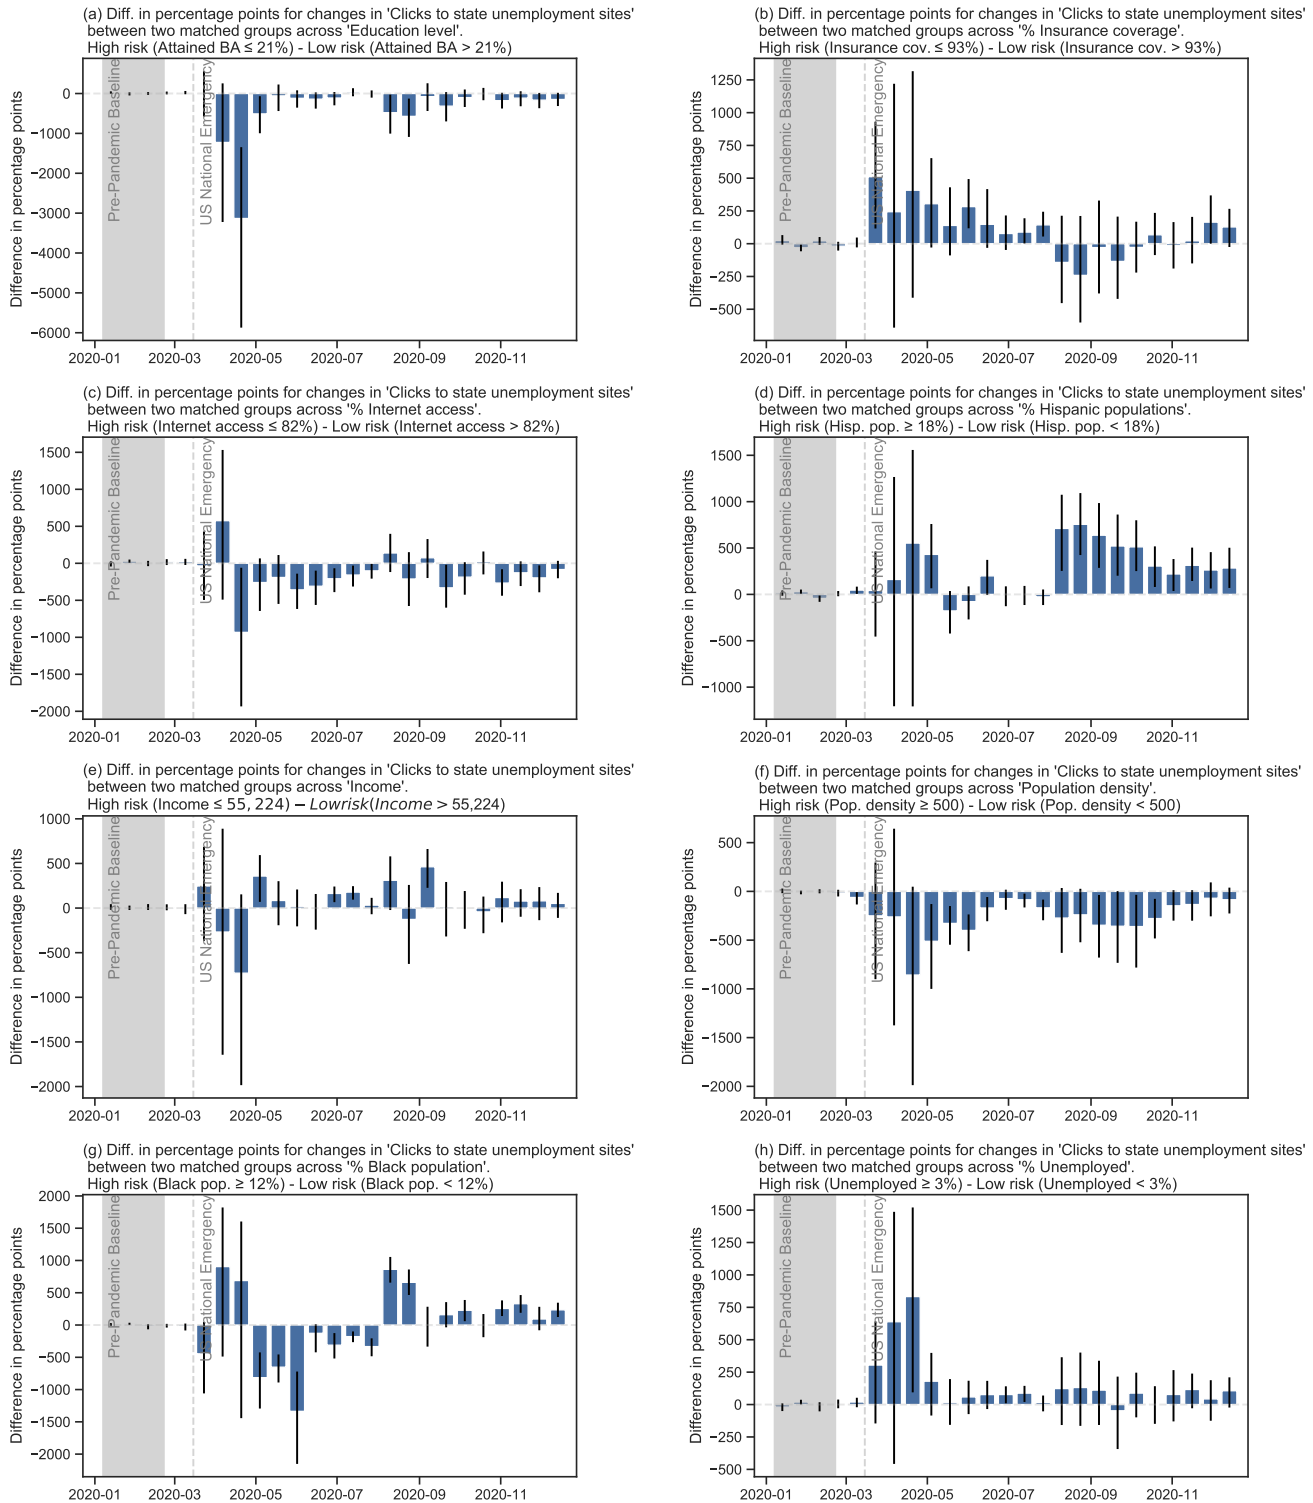 (a) Diff. in percentage points for changes in 'Clicks to state unemployment sites'
between two matched groups across 'Education level'.
High risk (Attained BA ≤ 21%) - Low risk (Attained BA > 21%)
Difference in percentage points
0
−1000
−2000
−3000
−4000
−5000
−6000
Pre-Pandemic Baseline
US National Emergency
2020-01 2020-03 2020-05 2020-07 2020-09 2020-11
(b) Diff. in percentage points for changes in 'Clicks to state unemployment sites'
between two matched groups across '% Insurance coverage'.
High risk (Insurance cov. ≤ 93%) - Low risk (Insurance cov. > 93%)
Difference in percentage points
1250
1000
750
500
250
0
−250
−500
Pre-Pandemic Baseline
US National Emergency
2020-01 2020-03 2020-05 2020-07 2020-09 2020-11
(c) Diff. in percentage points for changes in 'Clicks to state unemployment sites'
between two matched groups across '% Internet access'.
High risk (Internet access ≤ 82%) - Low risk (Internet access > 82%)
Difference in percentage points
1500
1000
500
0
−500
−1000
−1500
−2000
Pre-Pandemic Baseline
US National Emergency
2020-01 2020-03 2020-05 2020-07 2020-09 2020-11
(d) Diff. in percentage points for changes in 'Clicks to state unemployment sites'
between two matched groups across '% Hispanic populations'.
High risk (Hisp. pop. ≥ 18%) - Low risk (Hisp. pop. < 18%)
Difference in percentage points
1500
1000
500
0
−500
−1000
Pre-Pandemic Baseline
US National Emergency
2020-01 2020-03 2020-05 2020-07 2020-09 2020-11
(e) Diff. in percentage points for changes in 'Clicks to state unemployment sites'
between two matched groups across 'Income'.
High risk (Income ≤ 55, 224) − Lowrisk(Income > 55,224)
Difference in percentage points
1000
500
0
−500
−1000
−1500
−2000
Pre-Pandemic Baseline
US National Emergency
2020-01 2020-03 2020-05 2020-07 2020-09 2020-11
(f) Diff. in percentage points for changes in 'Clicks to state unemployment sites'
between two matched groups across 'Population density'.
High risk (Pop. density ≥ 500) - Low risk (Pop. density < 500)
Difference in percentage points
500
0
−500
−1000
−1500
−2000
Pre-Pandemic Baseline
US National Emergency
2020-01 2020-03 2020-05 2020-07 2020-09 2020-11
(g) Diff. in percentage points for changes in 'Clicks to state unemployment sites'
between two matched groups across '% Black population'.
High risk (Black pop. ≥ 12%) - Low risk (Black pop. < 12%)
Difference in percentage points
2000
1500
1000
500
0
−500
−1000
−1500
−2000
Pre-Pandemic Baseline
US National Emergency
2020-01 2020-03 2020-05 2020-07 2020-09 2020-11
(h) Diff. in percentage points for changes in 'Clicks to state unemployment sites'
between two matched groups across '% Unemployed'.
High risk (Unemployed ≥ 3%) - Low risk (Unemployed < 3%)
Difference in percentage points
1500
1250
1000
750
500
250
0
−250
−500
Pre-Pandemic Baseline
US National Emergency
2020-01 2020-03 2020-05 2020-07 2020-09 2020-11